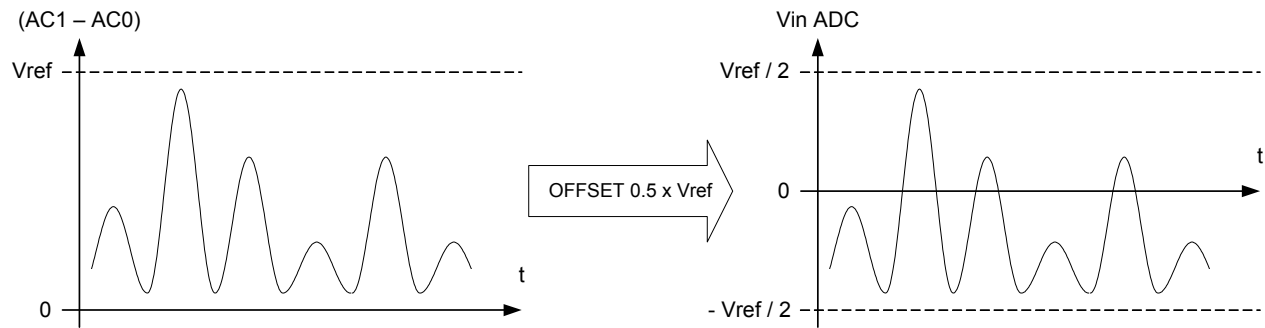 (AC1 – AC0)
Vref
0
t
OFFSET 0.5 x Vref
Vin ADC
Vref / 2
0
- Vref / 2
t